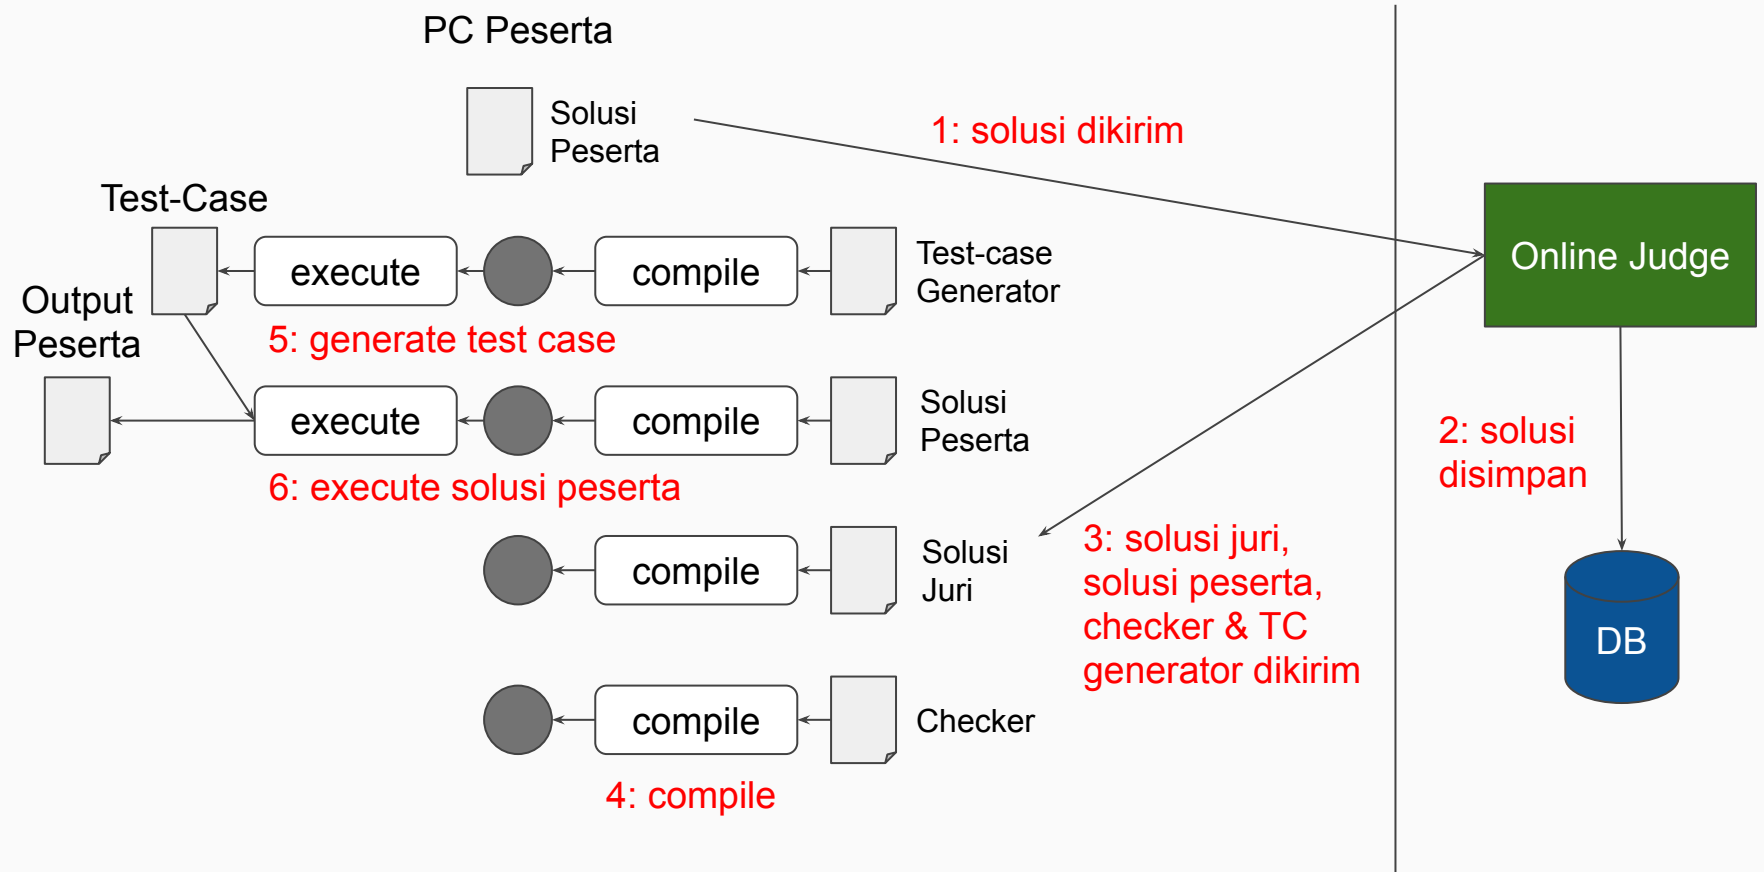 PC Peserta
Solusi
Peserta
1: solusi dikirim
Test-Case
execute
compile
Test-case
Generator
Online Judge
Output
Peserta
5: generate test case
execute
compile
Solusi
Peserta
2: solusi
disimpan
6: execute solusi peserta
compile
Solusi
Juri
3: solusi juri,
solusi peserta,
checker & TC
generator dikirim
DB
compile
Checker
4: compile